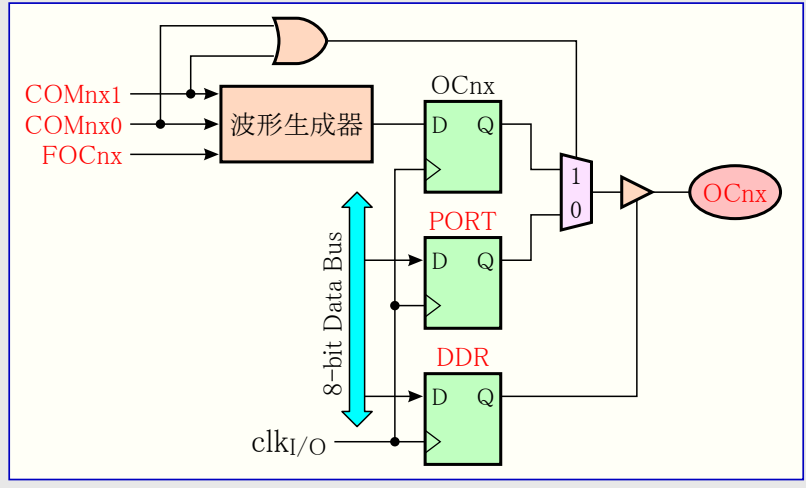 OCnx
COMnx1
COMnx0
FOCnx
波形生成器
D Q
1
0
OCnx
PORT
D Q
8-bit Data Bus
DDR
D Q
clkI/O